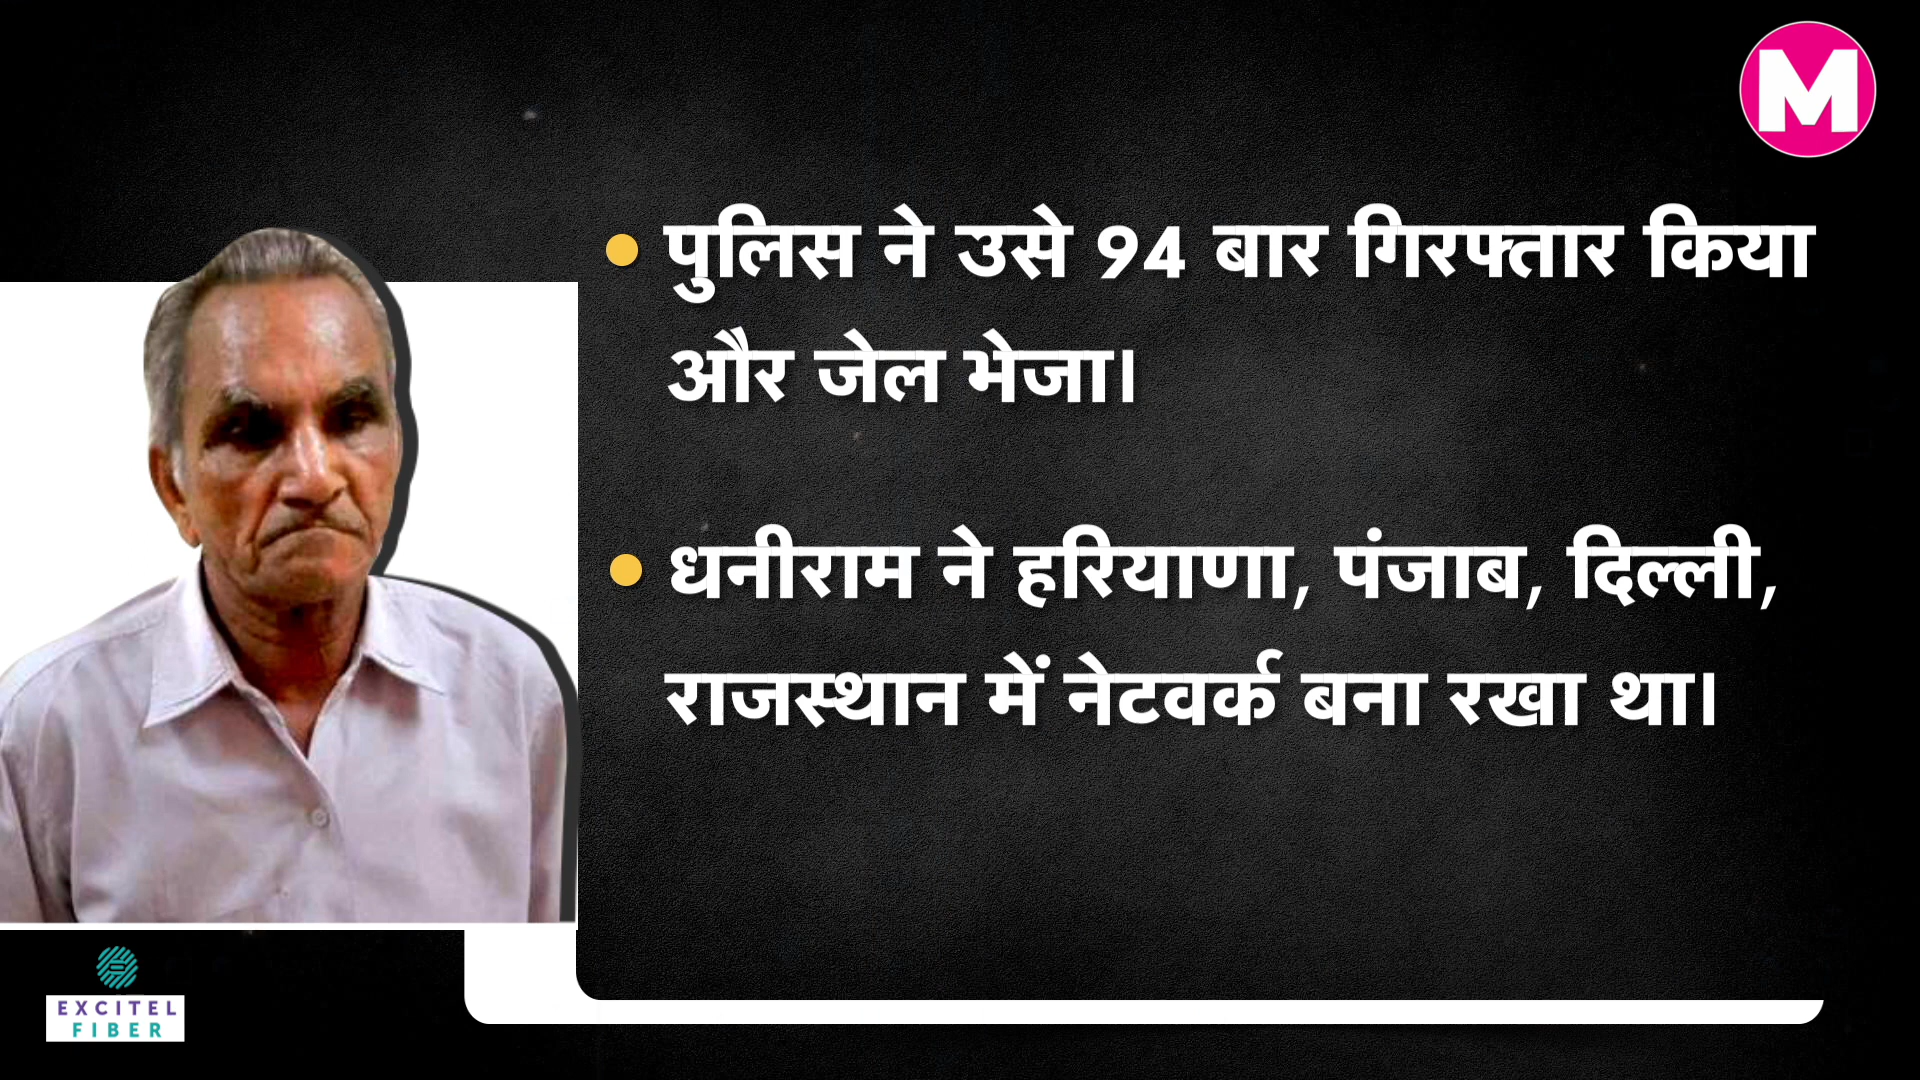 M
पुलिस ने उसे 94 बार गिरफ्तार किया
और जेल भेजा।
धनीराम ने हरियाणा, पंजाब, दिल्ली,
राजस्थान में नेटवर्क बना रखा था।
EXCITEL
FIBER